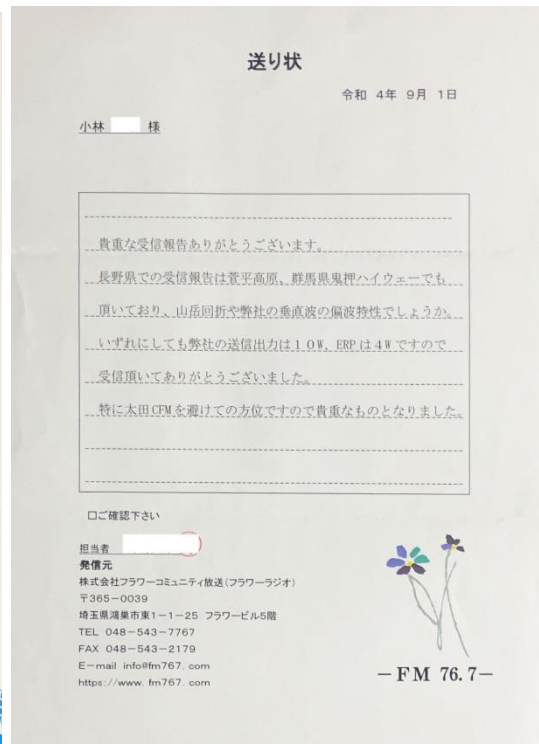 送り状
令和 4年 9月 1日
小林 様
貴重な受信報告ありがとうございます。
長野県での受信報告は菅平高原、群馬県鬼押ハイウェーでも
頂いており、山岳回折や弊社の垂直波の偏波特性でしょうか。
いずれにしても弊社の送信出力は10W、ERPは4Wですので
受信頂いてありがとうございました。
特に太田CFMを避けての方位ですので貴重なものとなりました。
口ご確認下さい
担当者
発信元
株式会社フラワーコミュニティ放送(フラワーラジオ)
〒365-0039
埼玉県鴻巣市東1-1-25 フラワービル5階
TEL 048-543-7767
FAX 048-543-2179
E-mail info@fm767.com
https://www.fm767.com
-FM 76.7-